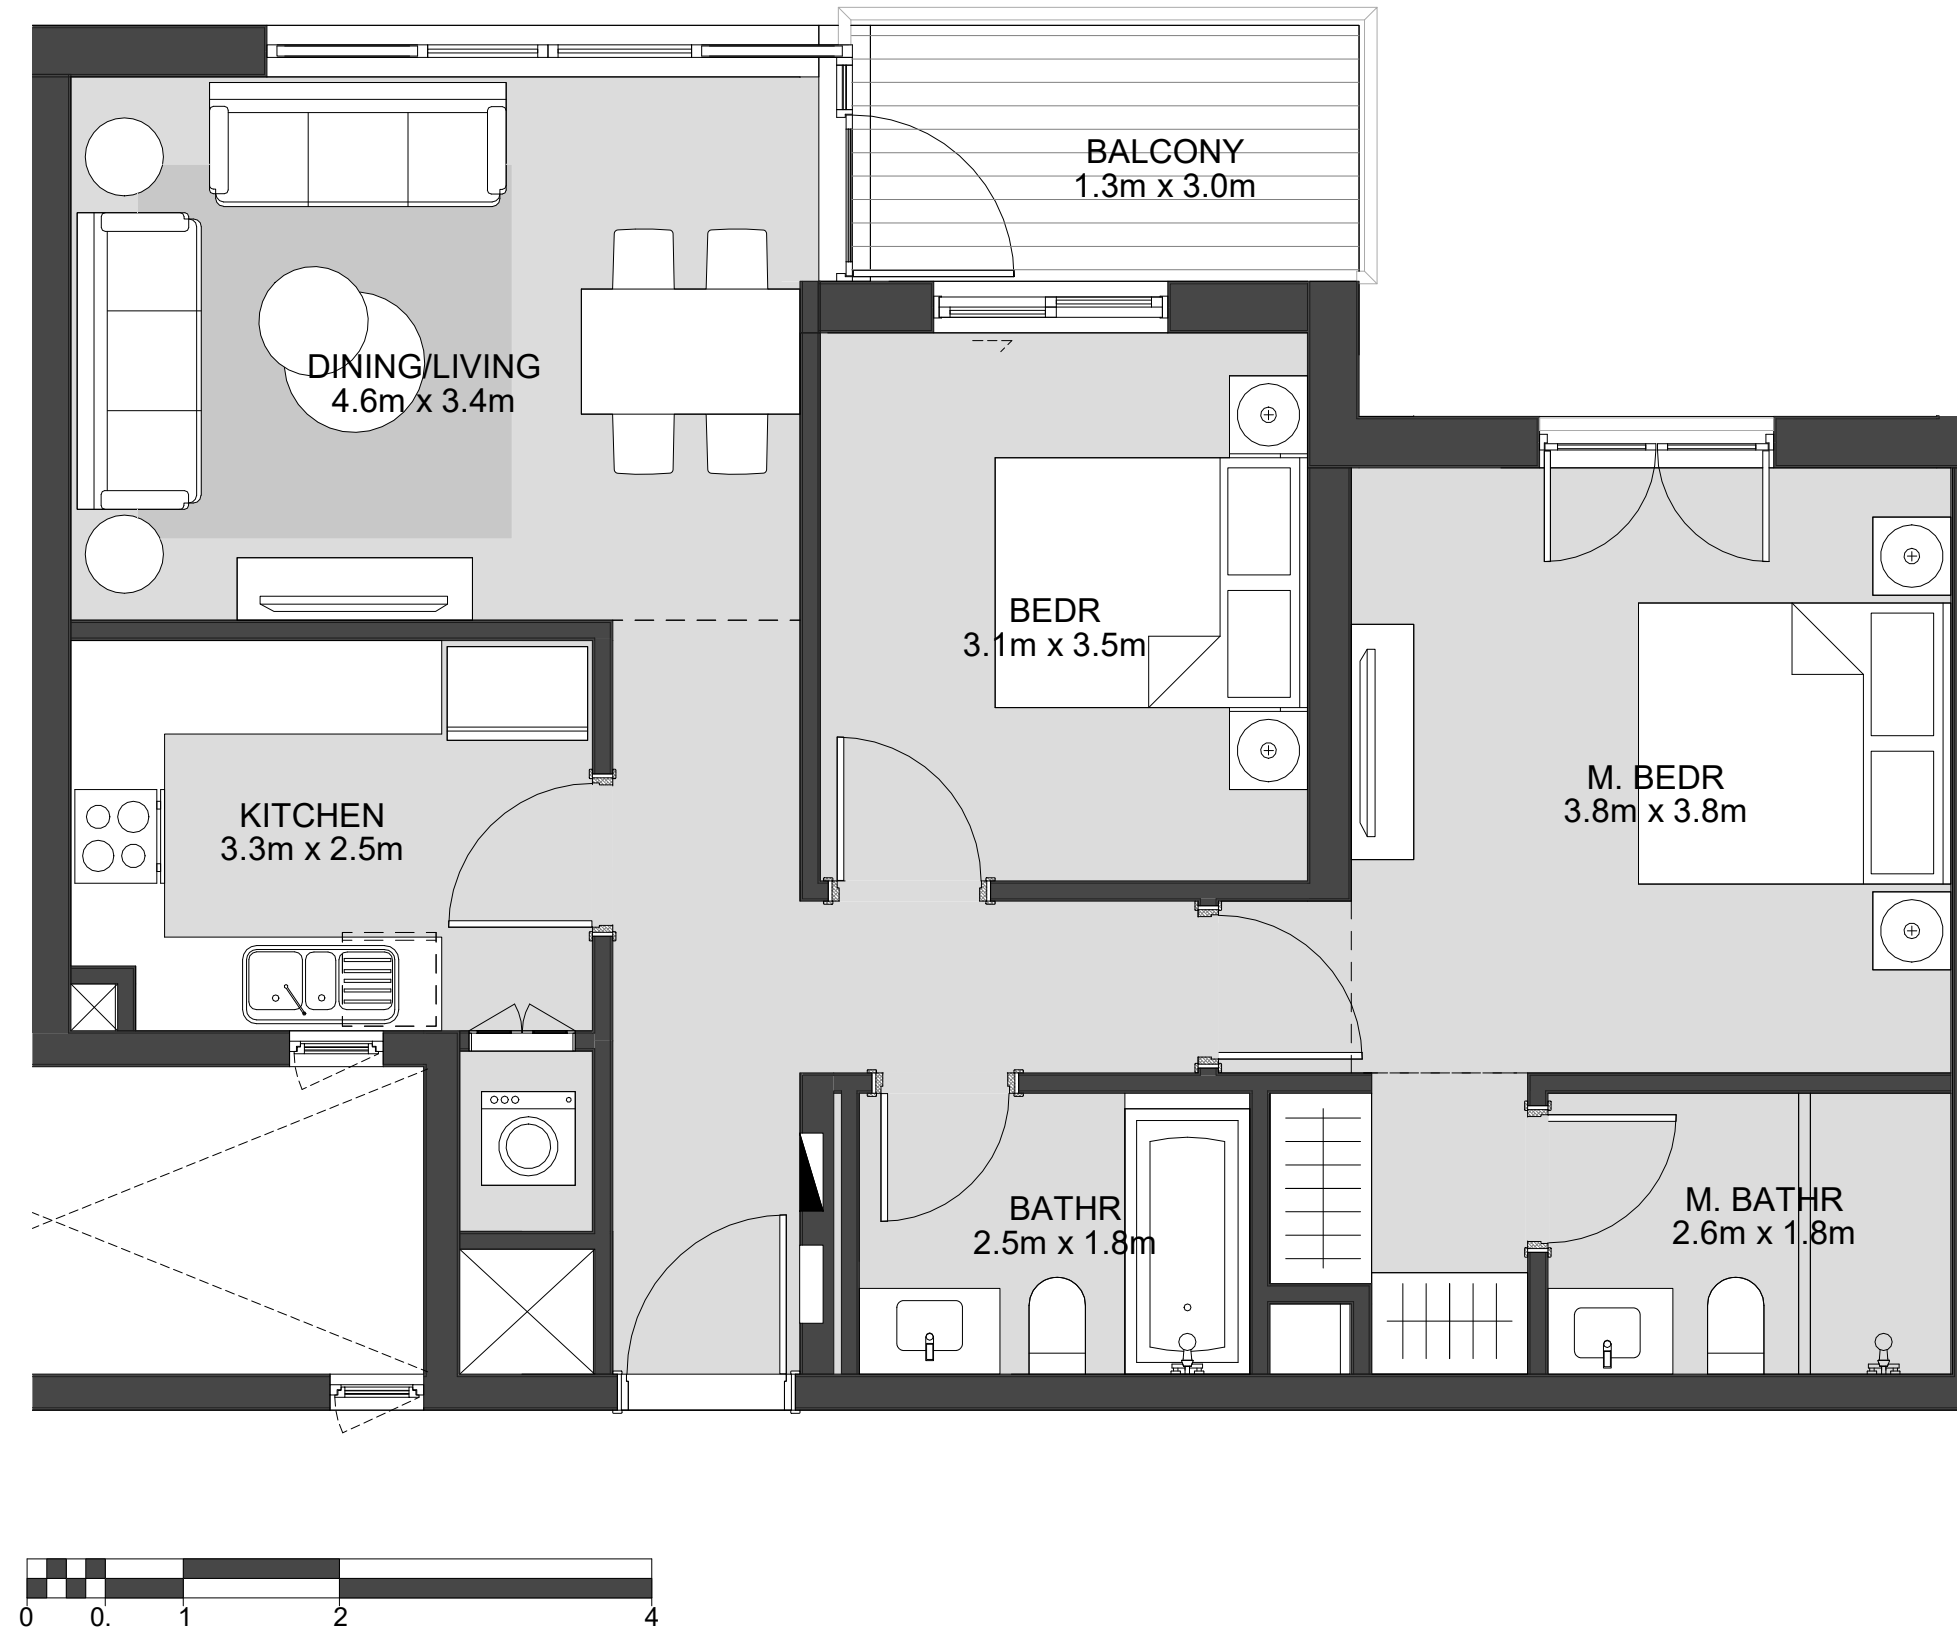 BALCONY
1.3m x 3.0m
DINING/LIVING
4.6m x 3.4m
BEDR
3.1m x 3.5m
M. BEDR
3.8m x 3.8m
KITCHEN
3.3m x 2.5m
BATHR
2.5m x 1.8m
M. BATHR
2.6m x 1.8m
0 0. 1 2 4